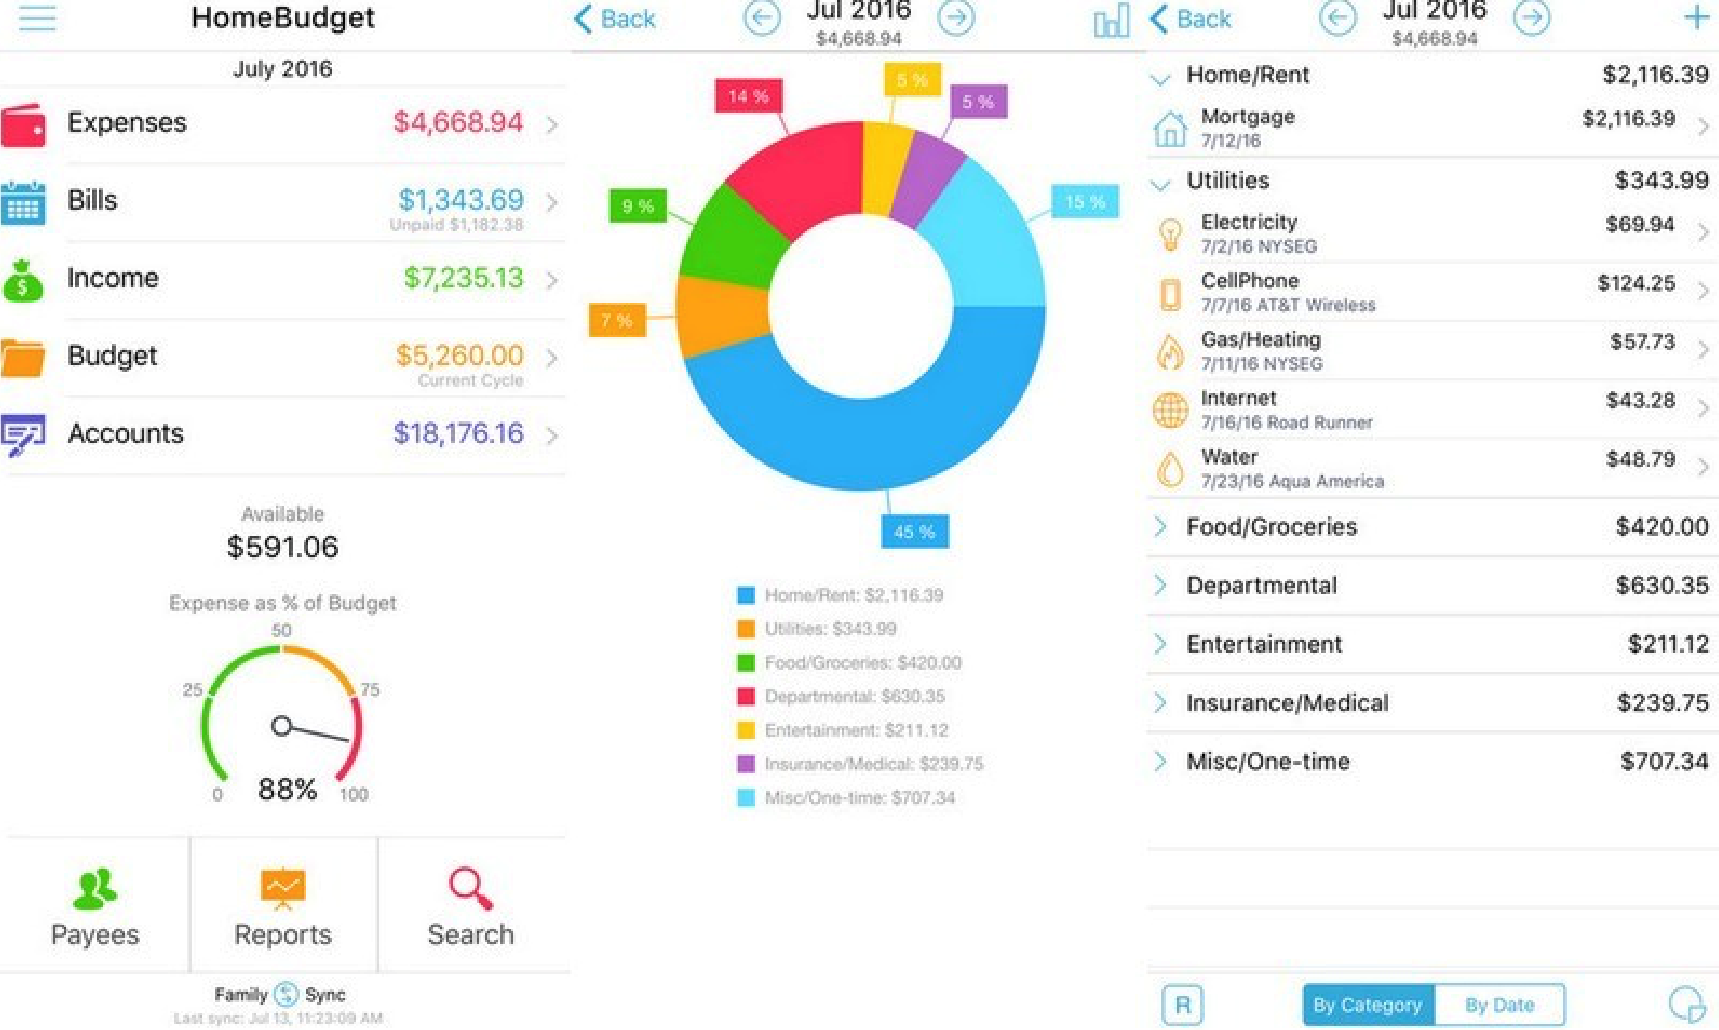 HomeBudget
July 2016
Expenses $4,668.94
Bills $1,343.69
Unpaid $1,182.38
Income $7,235.13
Budget $5,260.00
Current Cycle
Accounts $18,176.16
Available
$591.06
Expense as % of Budget
50
25 75
0 88% 100
Payees Reports Search
Family Sync
Last sync: Jul 13, 11:23:09 AM
Back Jul 2016
$4,668.94
5 %
14 % 5 %
9 % 15 %
7 %
45 %
Home/Rent: $2,116.39
Utilities: $343.99
Food/Groceries: $420.00
Departmental: $630.35
Entertainment: $211.12
Insurance/Medical: $239.75
Misc/One-time: $707.34
Back Jul 2016 +
$4,668.94
Home/Rent $2,116.39
Mortgage $2,116.39
7/12/16
Utilities $343.99
Electricity $69.94
7/2/16 NYSEG
CellPhone $124.25
7/7/16 AT&T Wireless
Gas/Heating $57.73
7/11/16 NYSEG
Internet $43.28
7/16/16 Road Runner
Water $48.79
7/23/16 Aqua America
Food/Groceries $420.00
Departmental $630.35
Entertainment $211.12
Insurance/Medical $239.75
Misc/One-time $707.34
R By Category By Date